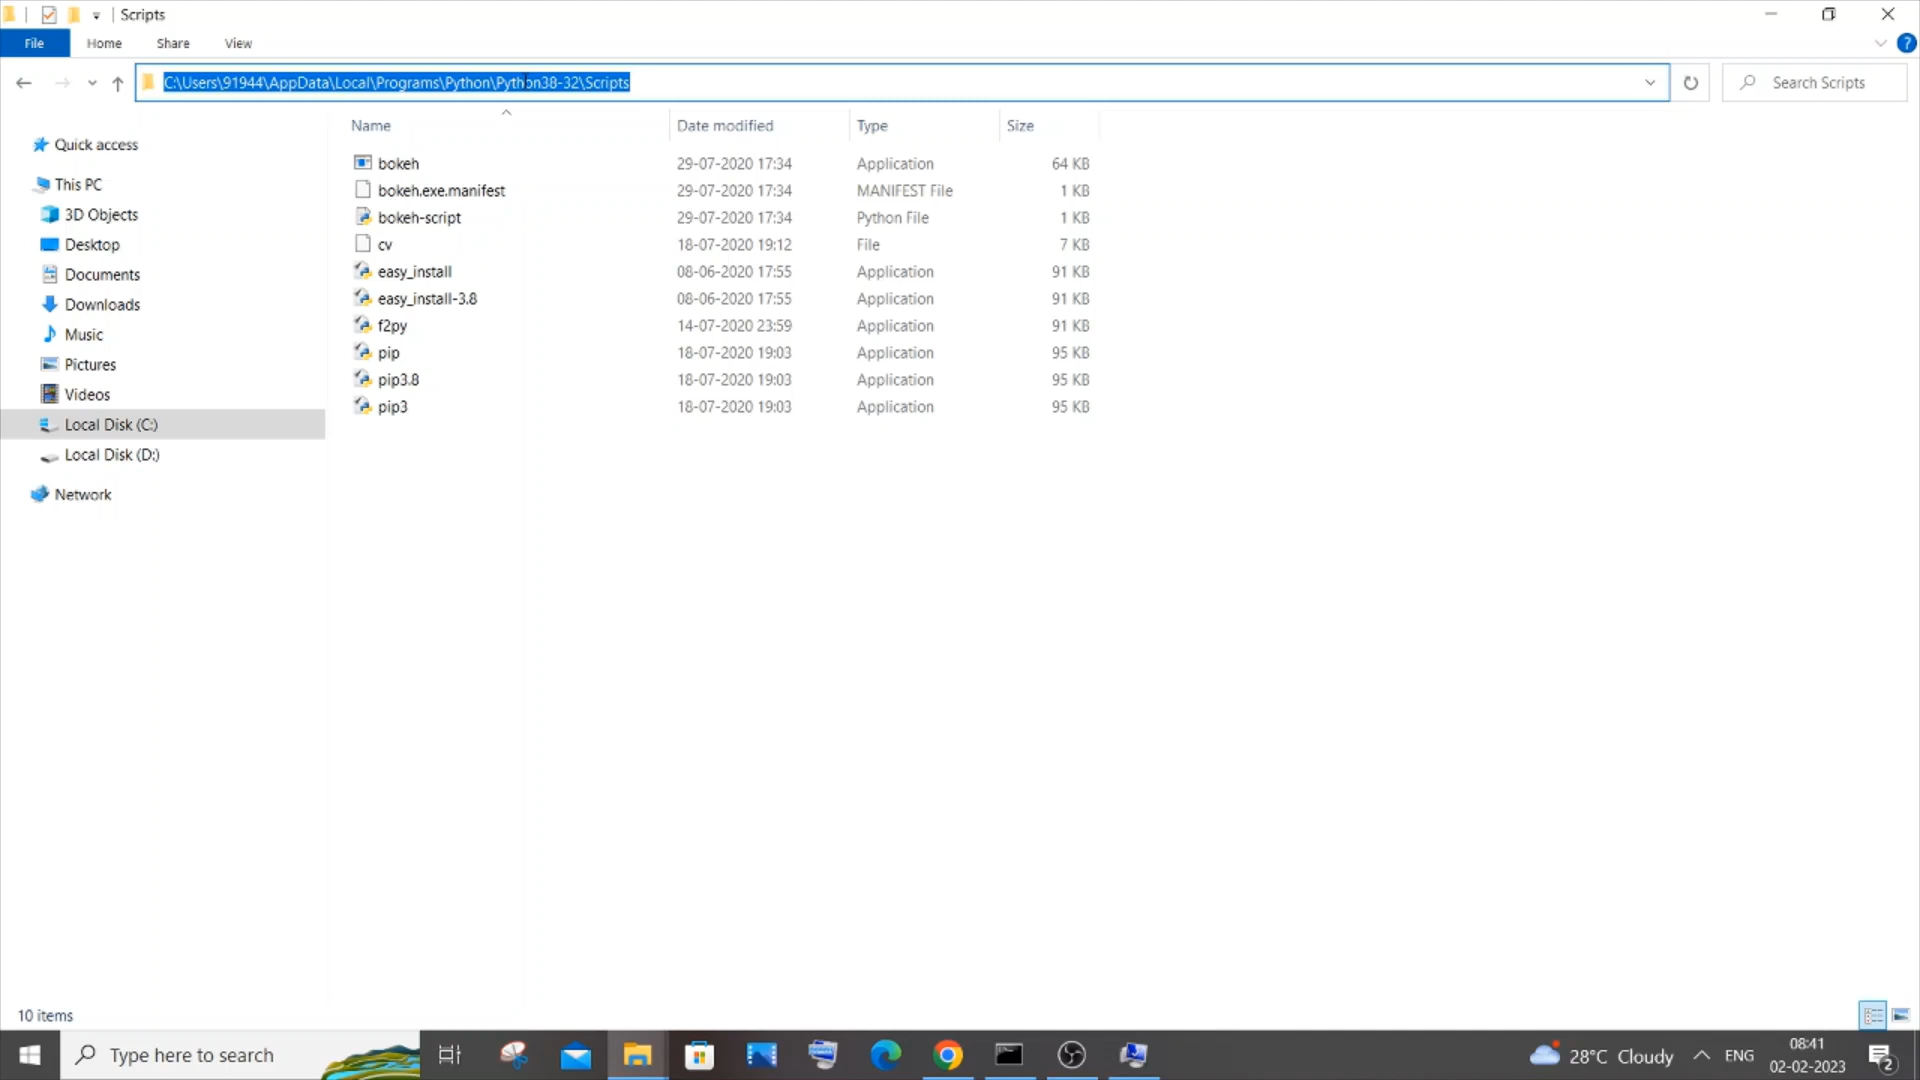 Scripts
File Home Share View
C:\Users\91944\AppData\Local\Programs\Python\Python38-32\Scripts
Search Scripts
Name Date modified Type Size
Quick access
This PC
3D Objects
Desktop
Documents
Downloads
Music
Pictures
Videos
Local Disk (C:)
Local Disk (D:)
Network
bokeh 29-07-2020 17:34 Application 64 KB
bokeh.exe.manifest 29-07-2020 17:34 MANIFEST File 1 KB
bokeh-script 29-07-2020 17:34 Python File 1 KB
cv 18-07-2020 19:12 File 7 KB
easy_install 08-06-2020 17:55 Application 91 KB
easy_install-3.8 08-06-2020 17:55 Application 91 KB
f2py 14-07-2020 23:59 Application 91 KB
pip 18-07-2020 19:03 Application 95 KB
pip3.8 18-07-2020 19:03 Application 95 KB
pip3 18-07-2020 19:03 Application 95 KB
10 items
Type here to search
28°C Cloudy
ENG
08:41
02-02-2023
2